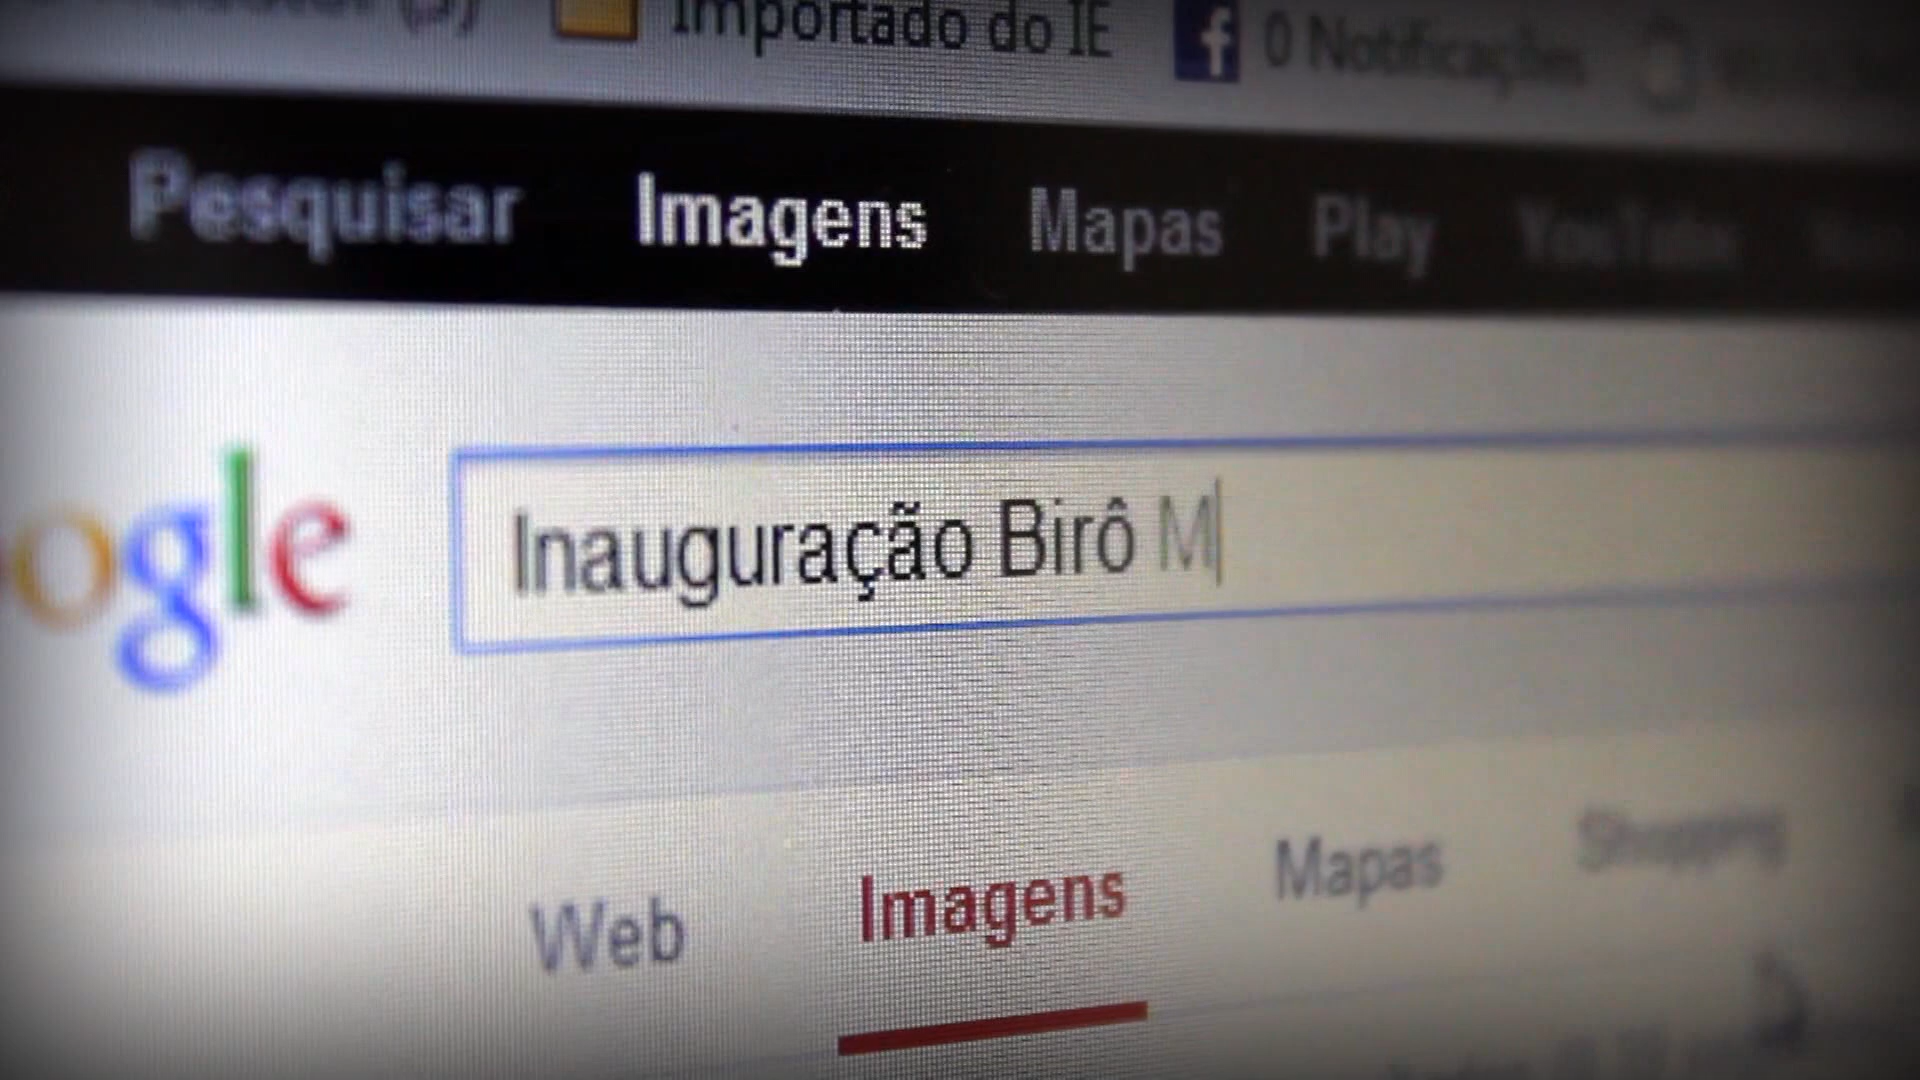 Importado do IE 0 Notificações
Pesquisar Imagens Mapas Play YouTube
ogle Inauguração Birô M
Web Imagens Mapas Shopping